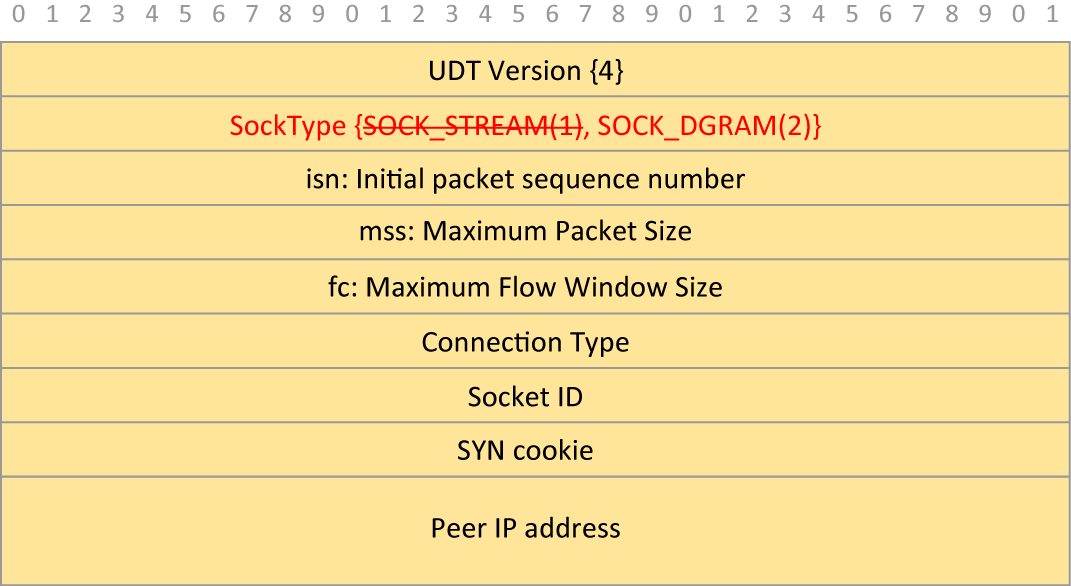 0 1 2 3 4 5 6 7 8 9 0 1 2 3 4 5 6 7 8 9 0 1 2 3 4 5 6 7 8 9 0 1
UDT Version {4}
SockType {SOCK_STREAM(1), SOCK_DGRAM(2)}
isn: Initial packet sequence number
mss: Maximum Packet Size
fc: Maximum Flow Window Size
Connection Type
Socket ID
SYN cookie
Peer IP address